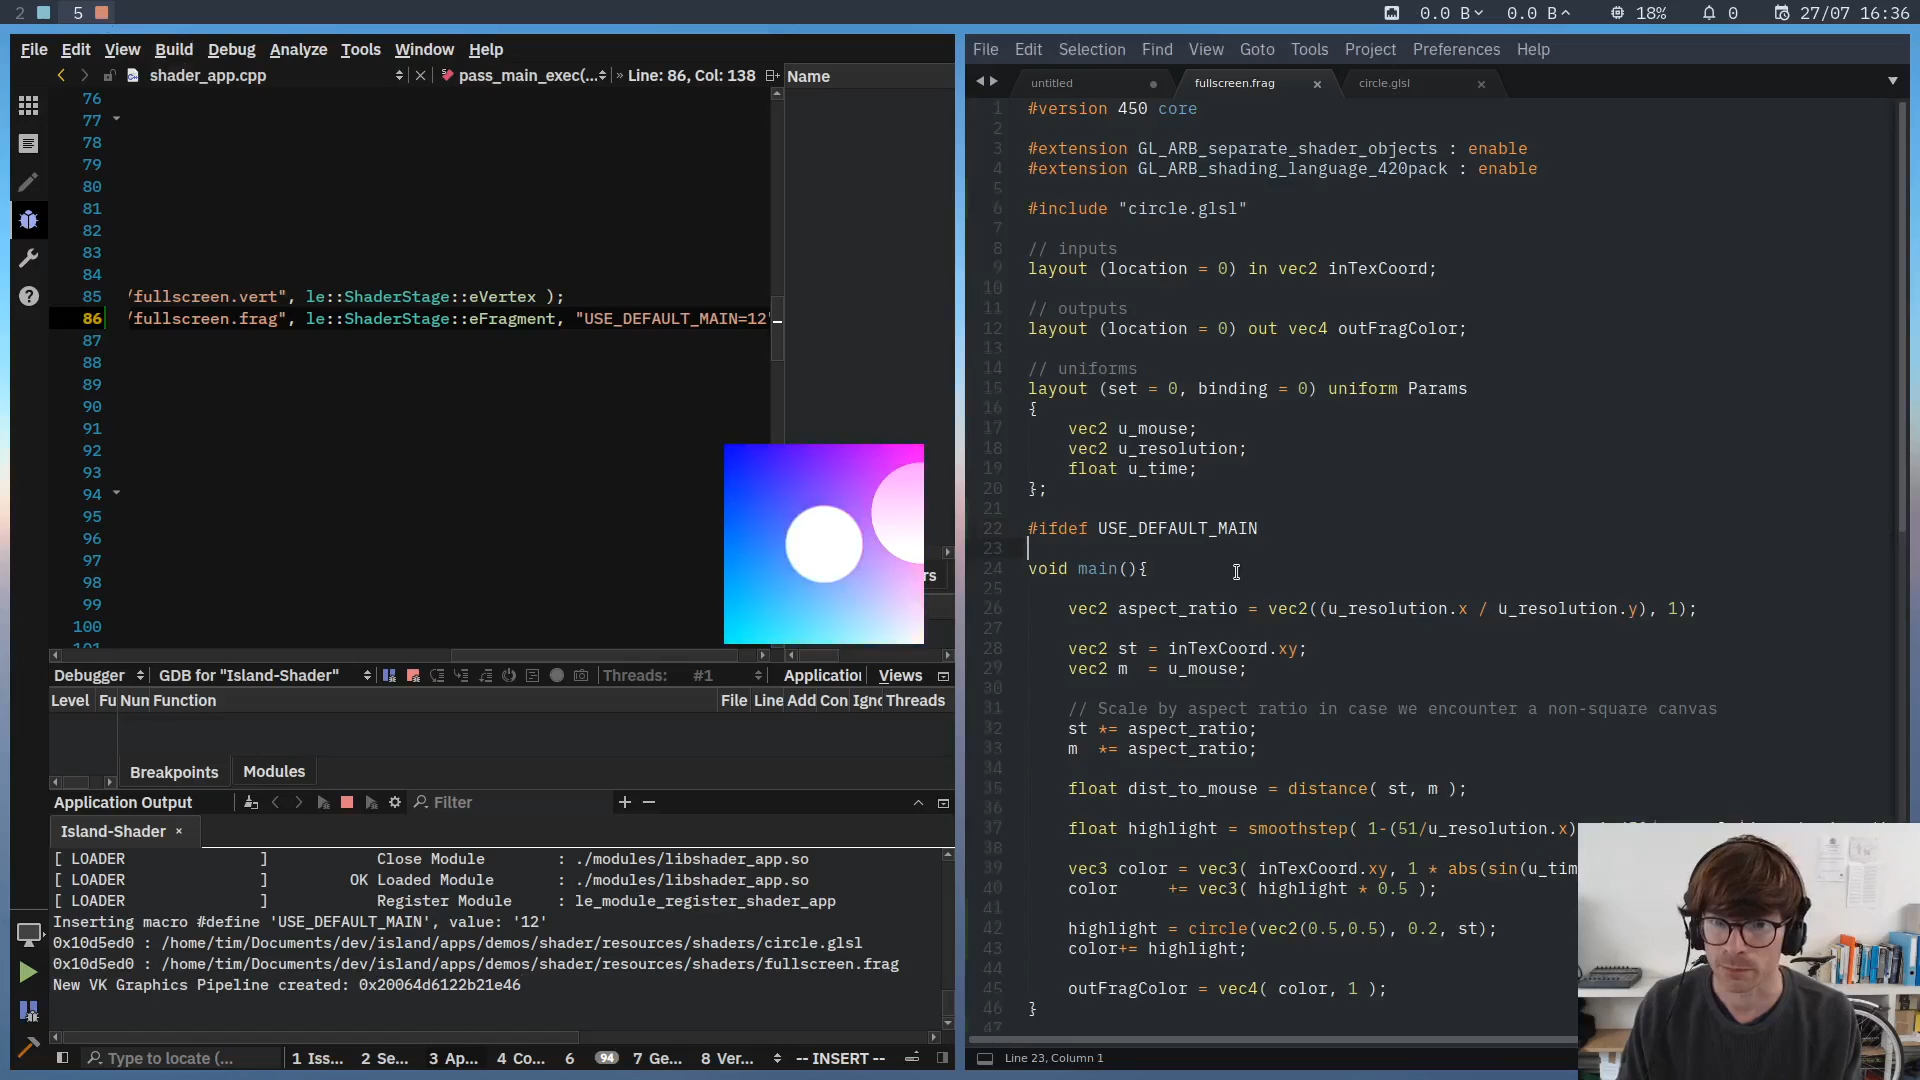 2 5 0.0 B 0.0 B 18% 0 27/07 16:36
File Edit View Build Debug Analyze Tools Window Help
shader_app.cpp pass_main_exec(... » Line: 86, Col: 138 Name
76
77
78
79
80
81
82
83
84
85 /fullscreen.vert", le::ShaderStage::eVertex );
86 /fullscreen.frag", le::ShaderStage::eFragment, "USE_DEFAULT_MAIN=12"
87
88
89
90
91
92
93
94
95
96
97
98
99
100
rs
Debugger GDB for "Island-Shader" Threads: #1 Application Views
Level Fu Nun Function File Line Add Con Ignc Threads
Breakpoints Modules
Application Output Filter
Island-Shader
[ LOADER ] Close Module : ./modules/libshader_app.so
[ LOADER ] OK Loaded Module : ./modules/libshader_app.so
[ LOADER ] Register Module : le_module_register_shader_app
Inserting macro #define 'USE_DEFAULT_MAIN', value: '12'
0x10d5ed0 : /home/tim/Documents/dev/island/apps/demos/shader/resources/shaders/circle.glsl
0x10d5ed0 : /home/tim/Documents/dev/island/apps/demos/shader/resources/shaders/fullscreen.frag
New VK Graphics Pipeline created: 0x20064d6122b21e46
Type to locate (... 1 Iss... 2 Se... 3 Ap... 4 Co... 6 94 7 Ge... 8 Ver... -- INSERT --
File Edit Selection Find View Goto Tools Project Preferences Help
untitled fullscreen.frag circle.glsl
1 #version 450 core
2
3 #extension GL_ARB_separate_shader_objects : enable
4 #extension GL_ARB_shading_language_420pack : enable
5
6 #include "circle.glsl"
7
8 // inputs
9 layout (location = 0) in vec2 inTexCoord;
10
11 // outputs
12 layout (location = 0) out vec4 outFragColor;
13
14 // uniforms
15 layout (set = 0, binding = 0) uniform Params
16 {
17 vec2 u_mouse;
18 vec2 u_resolution;
19 float u_time;
20 };
21
22 #ifdef USE_DEFAULT_MAIN
23
24 void main(){
25
26 vec2 aspect_ratio = vec2((u_resolution.x / u_resolution.y), 1);
27
28 vec2 st = inTexCoord.xy;
29 vec2 m = u_mouse;
30
31 // Scale by aspect ratio in case we encounter a non-square canvas
32 st *= aspect_ratio;
33 m *= aspect_ratio;
34
35 float dist_to_mouse = distance( st, m );
36
37 float highlight = smoothstep( 1-(51/u_resolution.x)
38
39 vec3 color = vec3( inTexCoord.xy, 1 * abs(sin(u_tim
40 color += vec3( highlight * 0.5 );
41
42 highlight = circle(vec2(0.5,0.5), 0.2, st);
43 color+= highlight;
44
45 outFragColor = vec4( color, 1 );
46 }
47
Line 23, Column 1